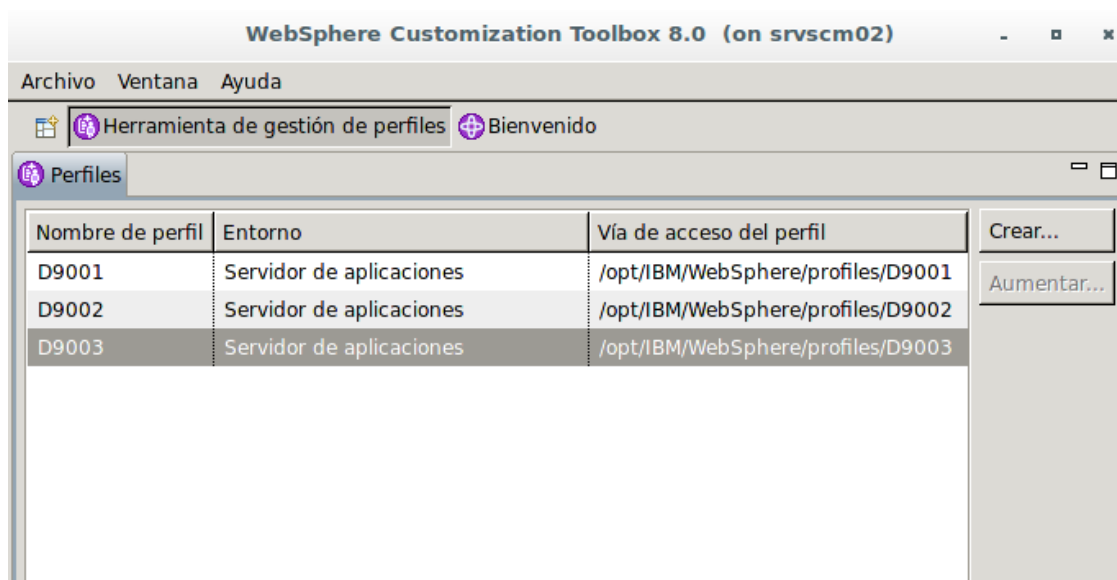 WebSphere Customization Toolbox 8.0 (on srvscm02)
Archivo Ventana Ayuda
Herramienta de gestión de perfiles Bienvenido
Perfiles
Nombre de perfil Entorno Vía de acceso del perfil Crear...
D9001 Servidor de aplicaciones /opt/IBM/WebSphere/profiles/D9001 Aumentar...
D9002 Servidor de aplicaciones /opt/IBM/WebSphere/profiles/D9002
D9003 Servidor de aplicaciones /opt/IBM/WebSphere/profiles/D9003